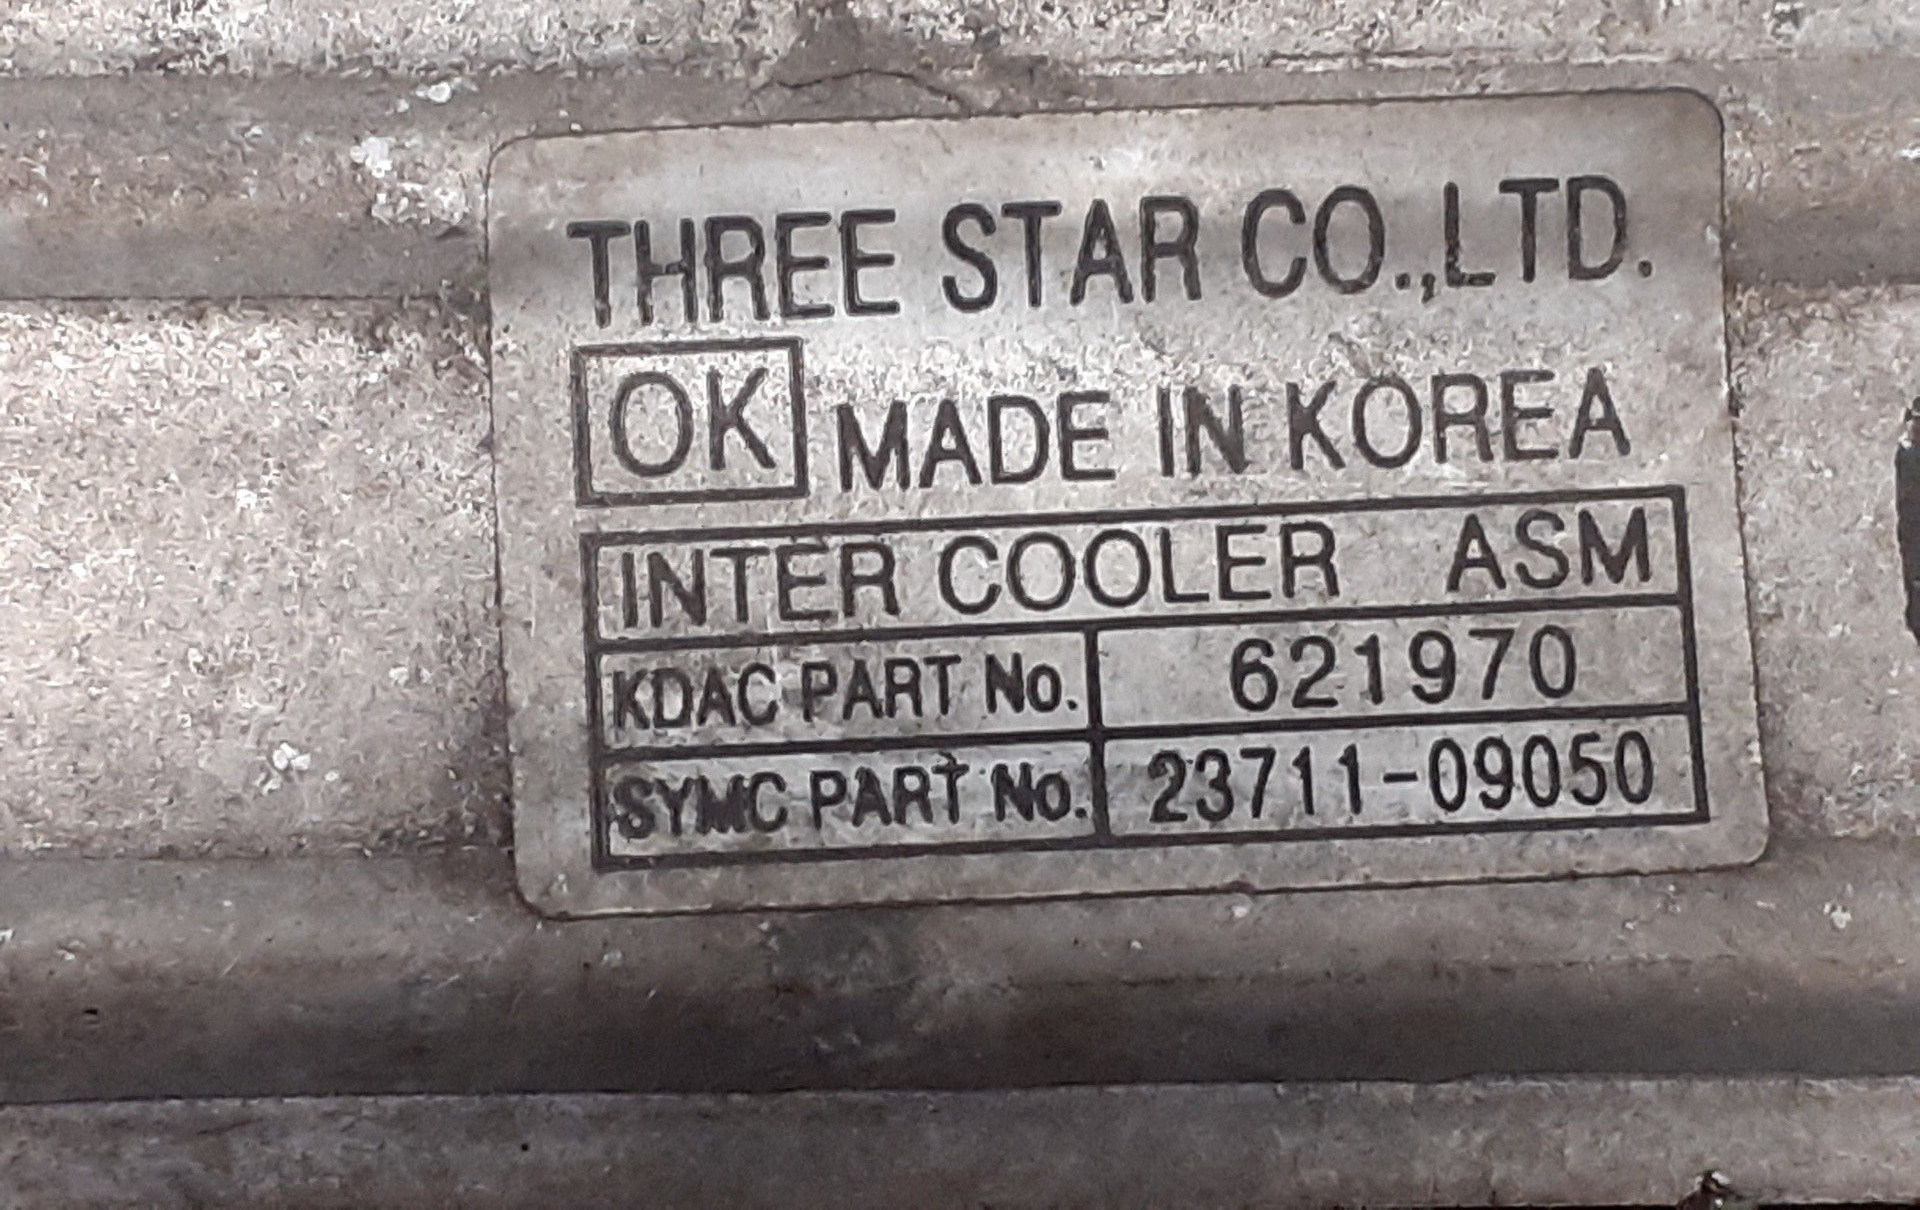 THREE STAR CO.,LTD.
OK MADE IN KOREA
INTER COOLER ASM
KDAC PART No. 621970
SYMC PART No. 23711-09050